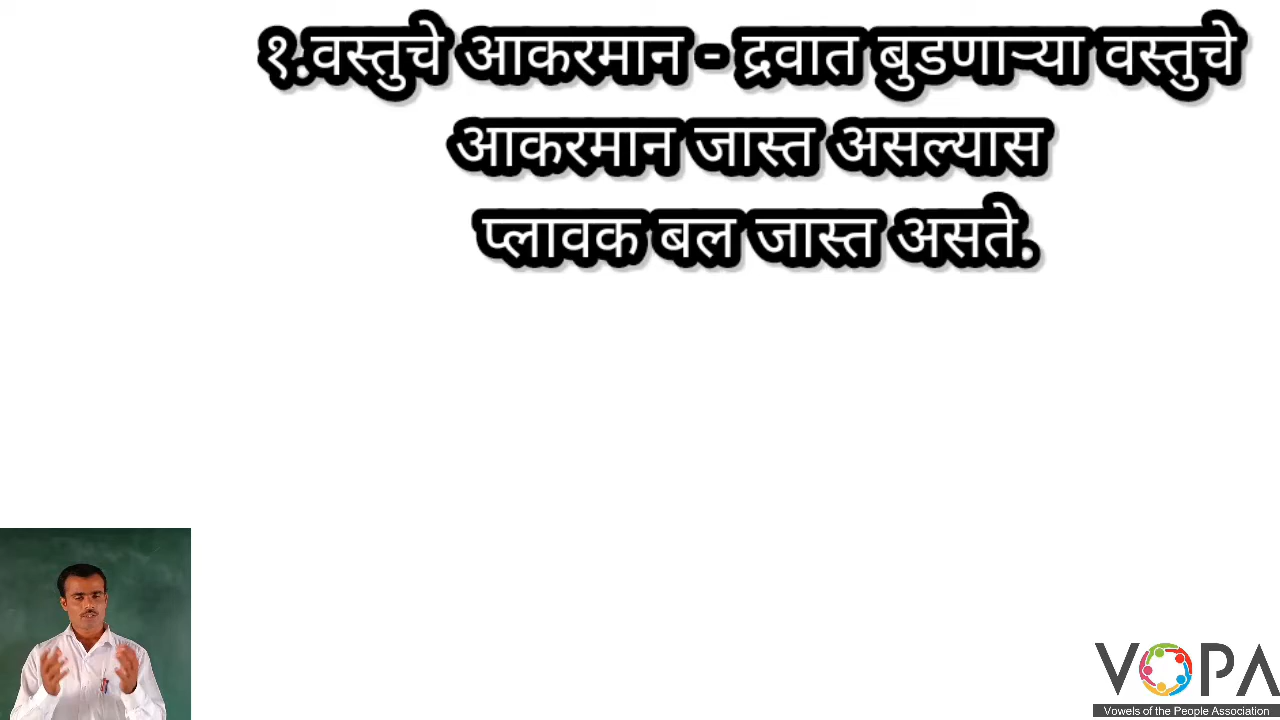 १.वस्तुचे आकरमान - द्रवात बुडणाऱ्या वस्तुचे
आकरमान जास्त असल्यास
प्लावक बल जास्त असते.
VOPA
Vowels of the People Association